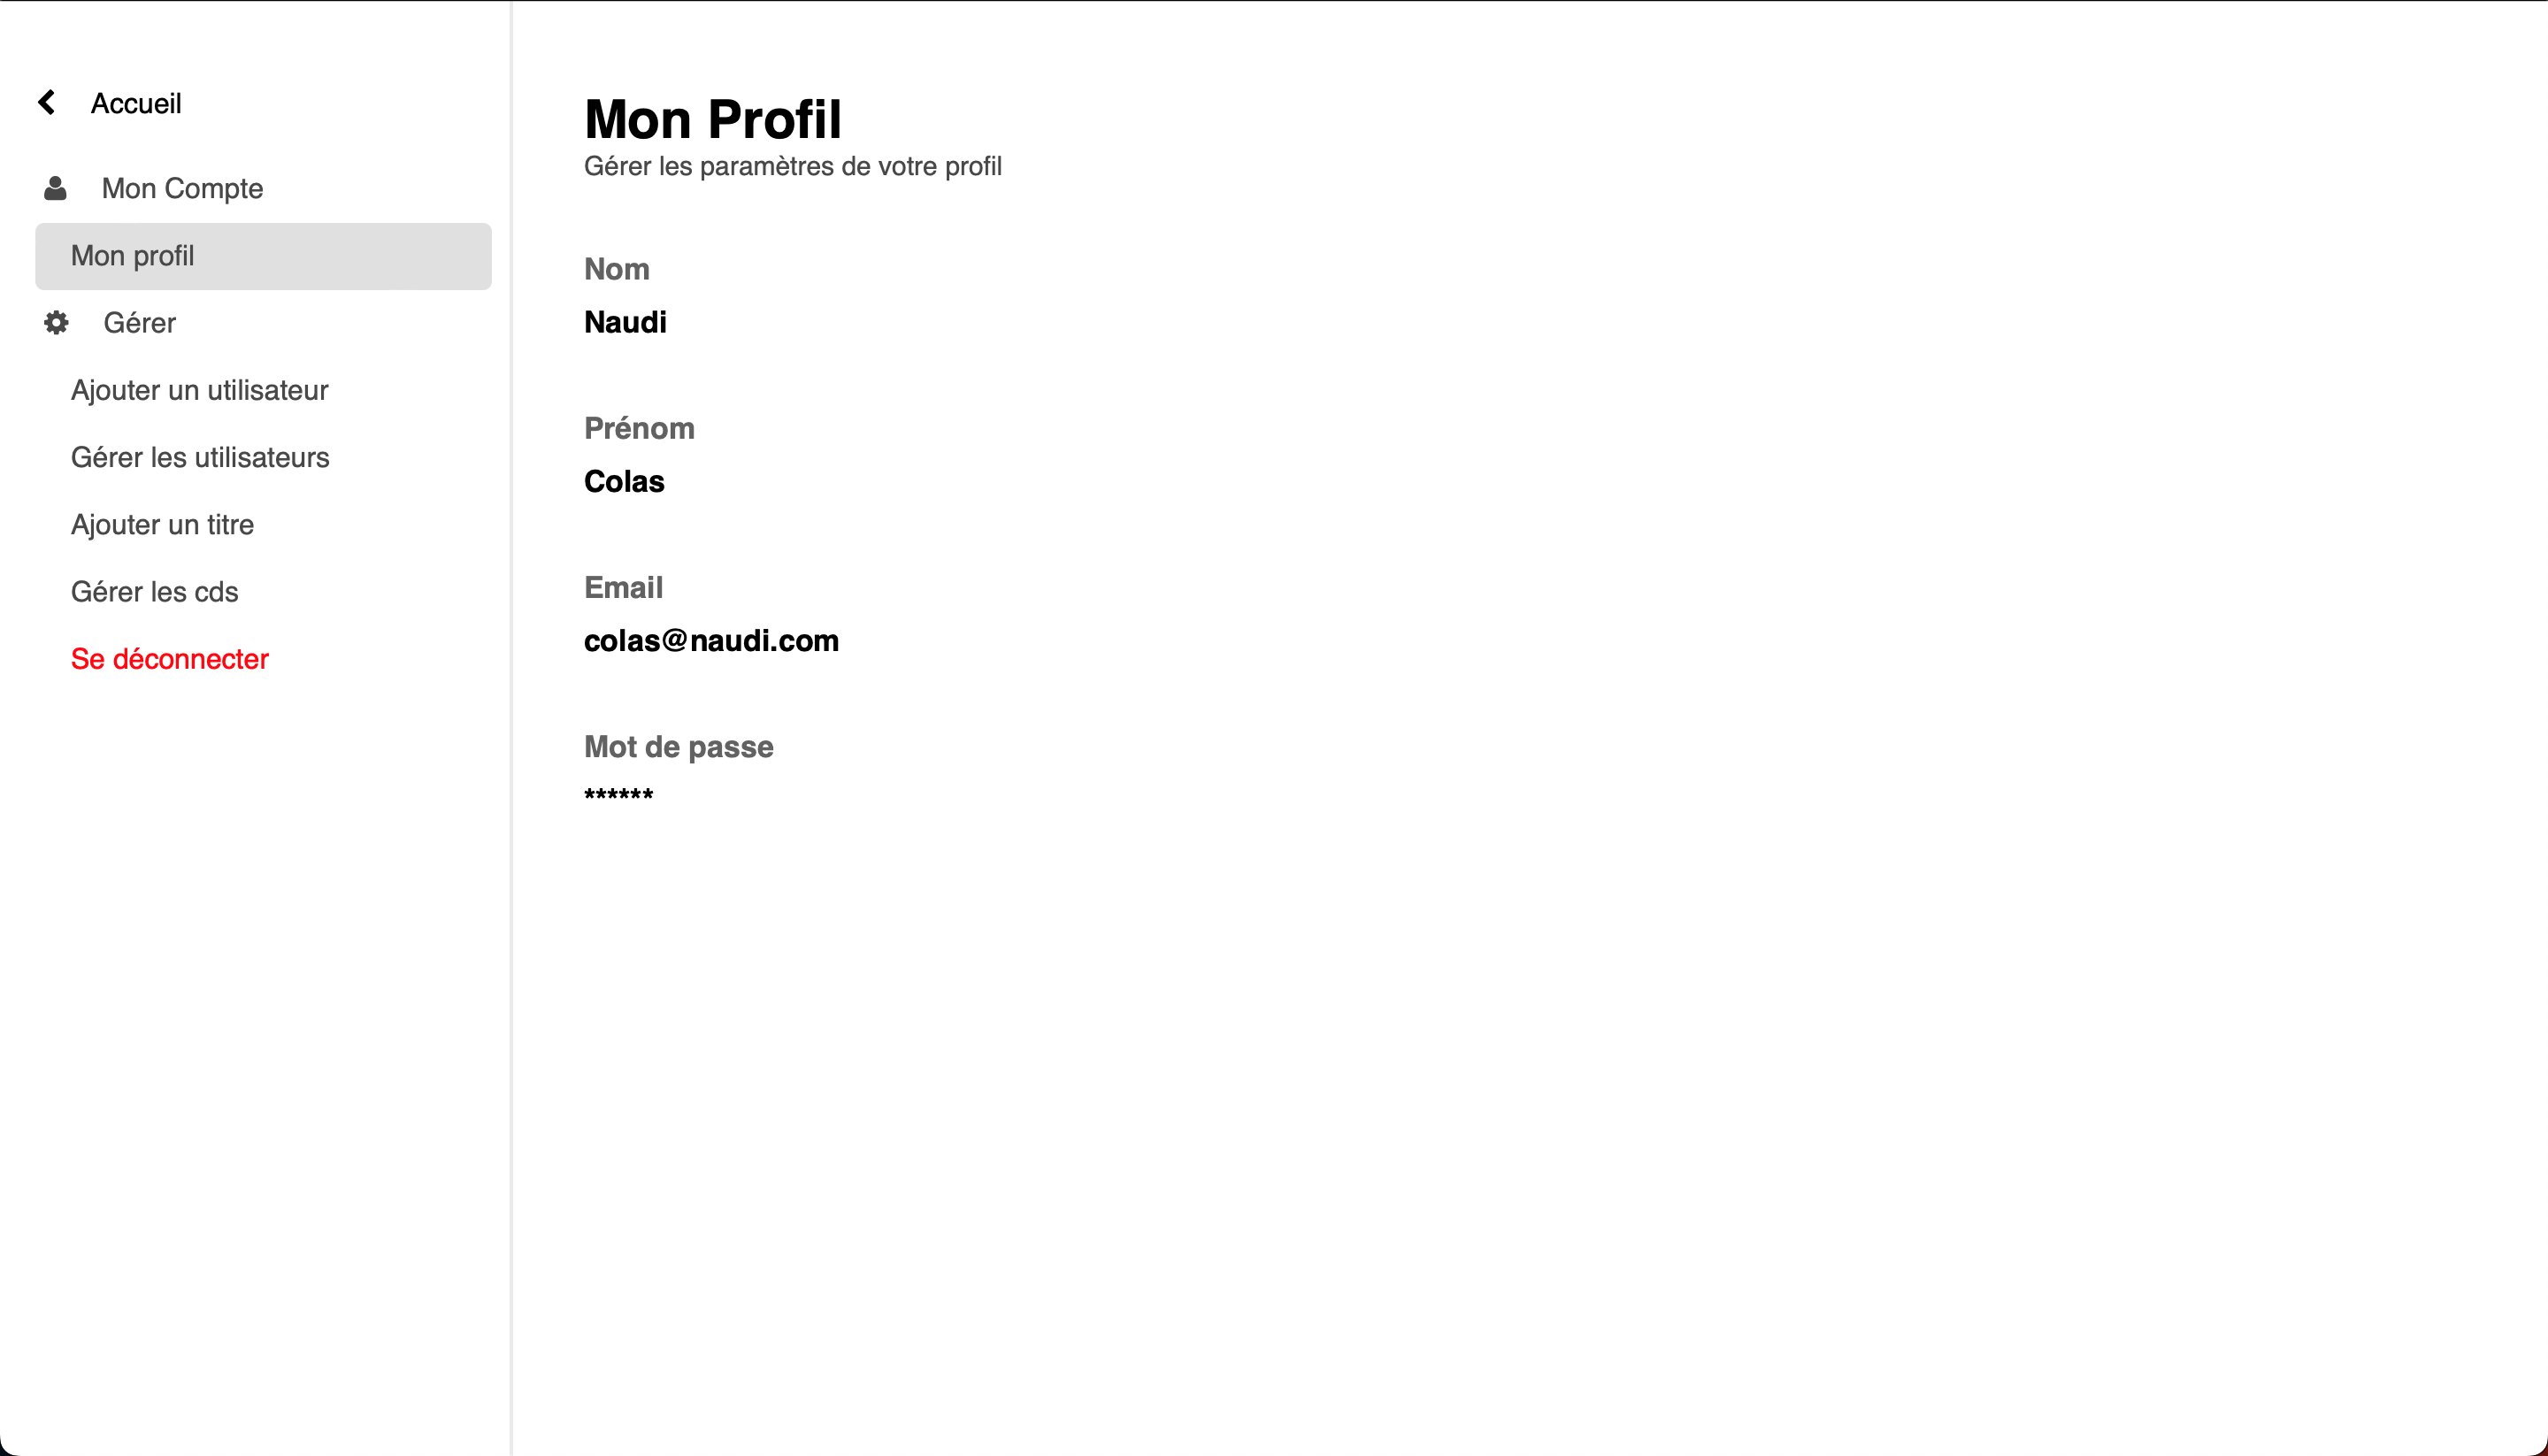 Accueil
Mon Compte
Mon profil
Gérer
Ajouter un utilisateur
Gérer les utilisateurs
Ajouter un titre
Gérer les cds
Se déconnecter
Mon Profil
Gérer les paramètres de votre profil
Nom
Naudi
Prénom
Colas
Email
colas@naudi.com
Mot de passe
******